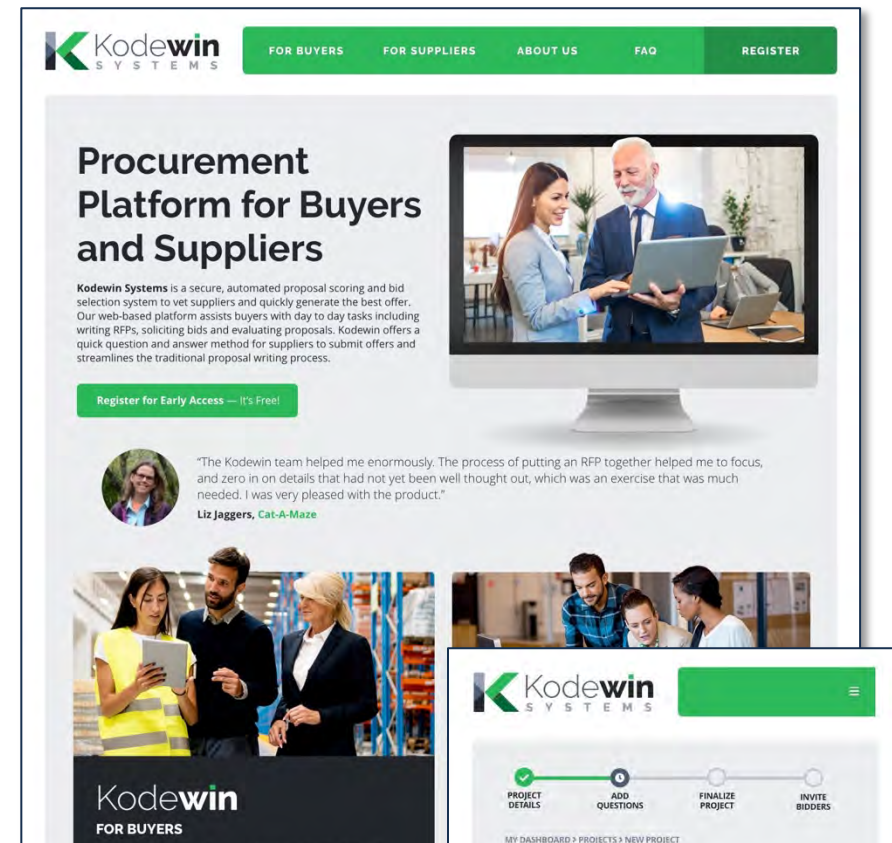 Kodewin
SYSTEMS
FOR BUYERS
FOR SUPPLIERS
ABOUT US
FAQ
REGISTER
Procurement
Platform for Buyers
and Suppliers
Kodewin Systems is a secure, automated proposal scoring and bid
selection system to vet suppliers and quickly generate the best offer.
Our web-based platform assists buyers with day to day tasks including
writing RFPs, soliciting bids and evaluating proposals. Kodewin offers a
quick question and answer method for suppliers to submit offers and
streamlines the traditional proposal writing process.
Register for Early Access — It's Free!
"The Kodewin team helped me enormously. The process of putting an RFP together helped me to focus,
and zero in on details that had not yet been well thought out, which was an exercise that was much
needed. I was very pleased with the product."
Liz Jaggers, Cat-A-Maze
Kodewin
FOR BUYERS
Kodewin
SYSTEMS
PROJECT
DETAILS
ADD
QUESTIONS
FINALIZE
PROJECT
INVITE
BIDDERS
MY DASHBOARD > PROJECTS > NEW PROJECT